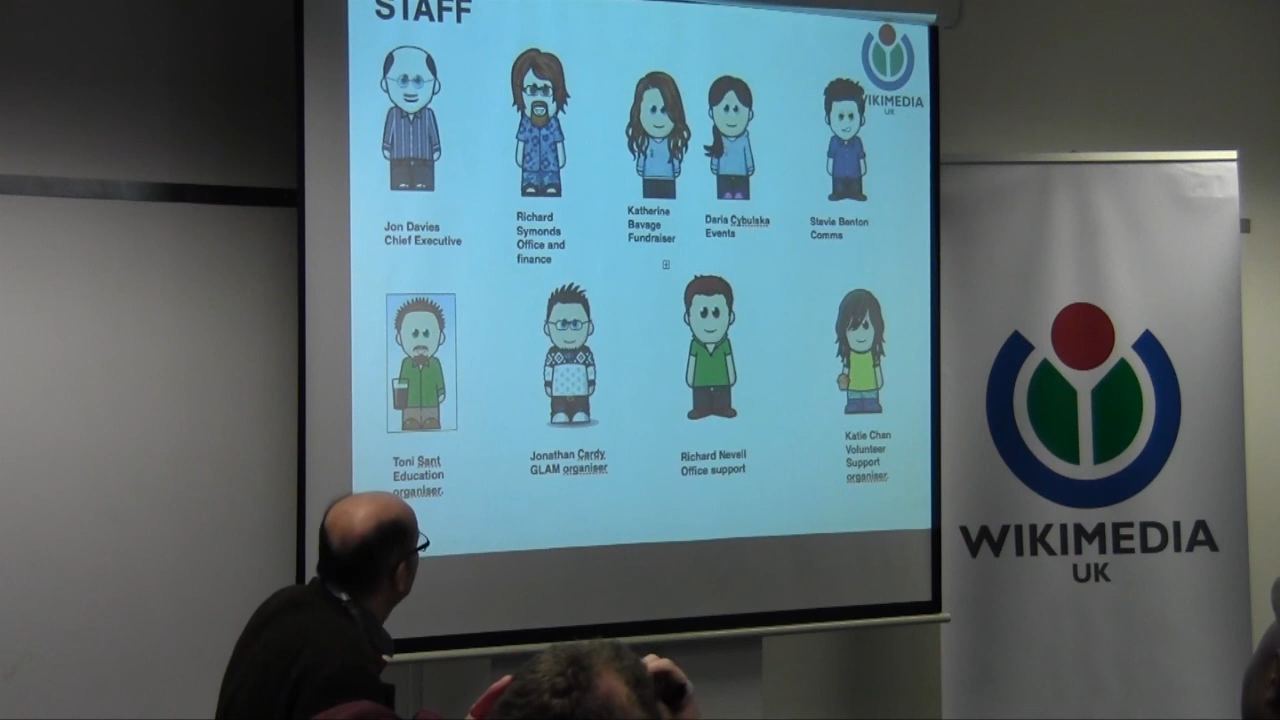 STAFF
WIKIMEDIA
UK
Jon Davies
Chief Executive
Richard
Symonds
Office and
finance
Katherine
Bavage
Fundraiser
Daria Cybulska
Events
Stevie Benton
Comms
Toni Sant
Education
organiser.
Jonathan Cardy
GLAM organiser
Richard Nevell
Office support
Katie Chan
Volunteer
Support
organiser.
WIKIMEDIA
UK